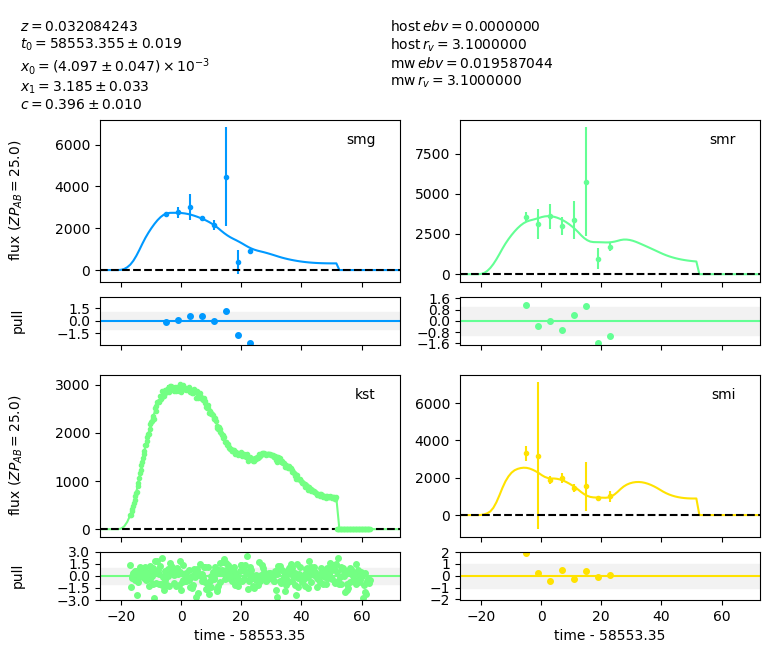 z = 0.032084243
t₀ = 58553.355 ± 0.019
x₀ = (4.097 ± 0.047) × 10⁻³
x₁ = 3.185 ± 0.033
c = 0.396 ± 0.010
host ebv = 0.0000000
host r_v = 3.1000000
mw ebv = 0.019587044
mw r_v = 3.1000000
flux (ZP_AB = 25.0)
6000
4000
2000
0
smg
7500
5000
2500
0
smr
pull
1.5
0.0
−1.5
1.6
0.8
0.0
−0.8
−1.6
flux (ZP_AB = 25.0)
3000
2000
1000
0
kst
6000
4000
2000
0
smi
pull
3.0
1.5
0.0
−1.5
−3.0
2
1
0
−1
−2
−20 0 20 40 60
time - 58553.35
−20 0 20 40 60
time - 58553.35